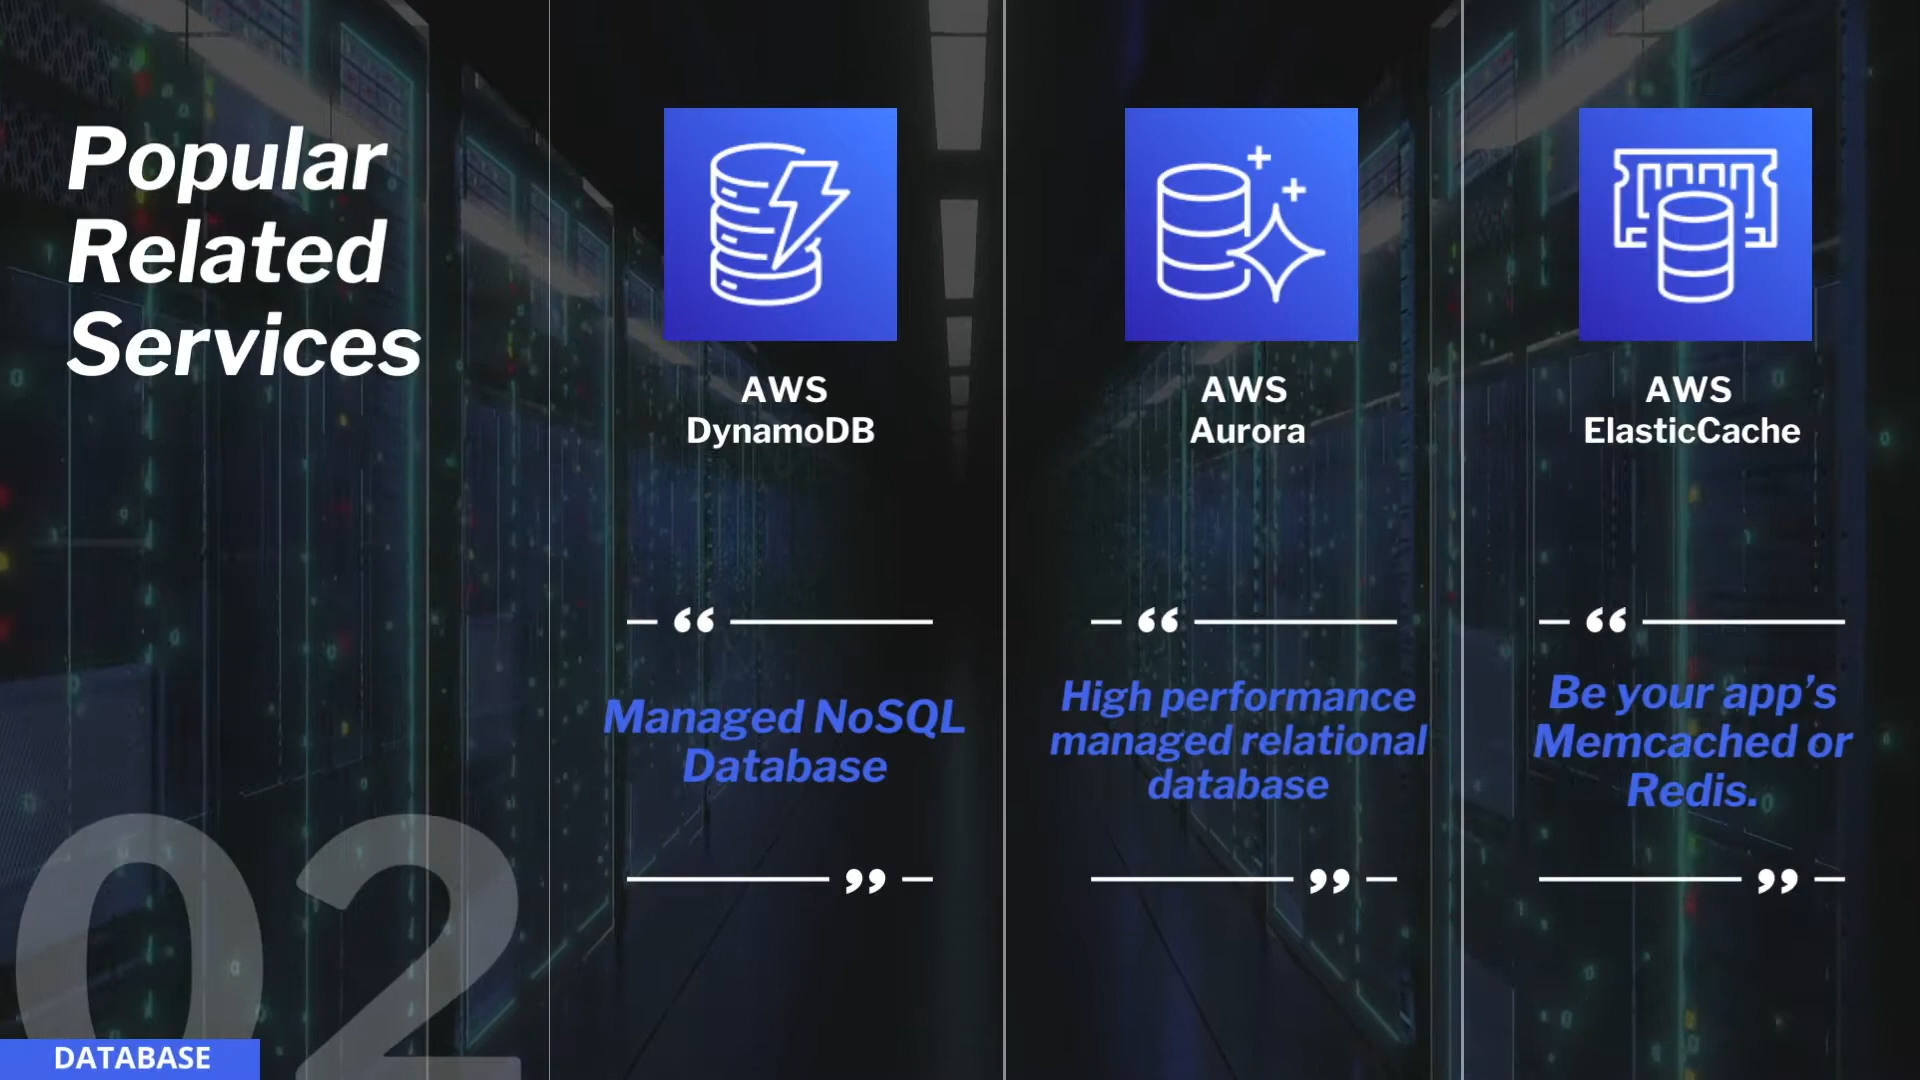 Popular
Related
Services
AWS
DynamoDB
“
Managed NoSQL
Database
”
AWS
Aurora
“
High performance
managed relational
database
”
AWS
ElasticCache
“
Be your app’s
Memcached or
Redis.
”
02
DATABASE